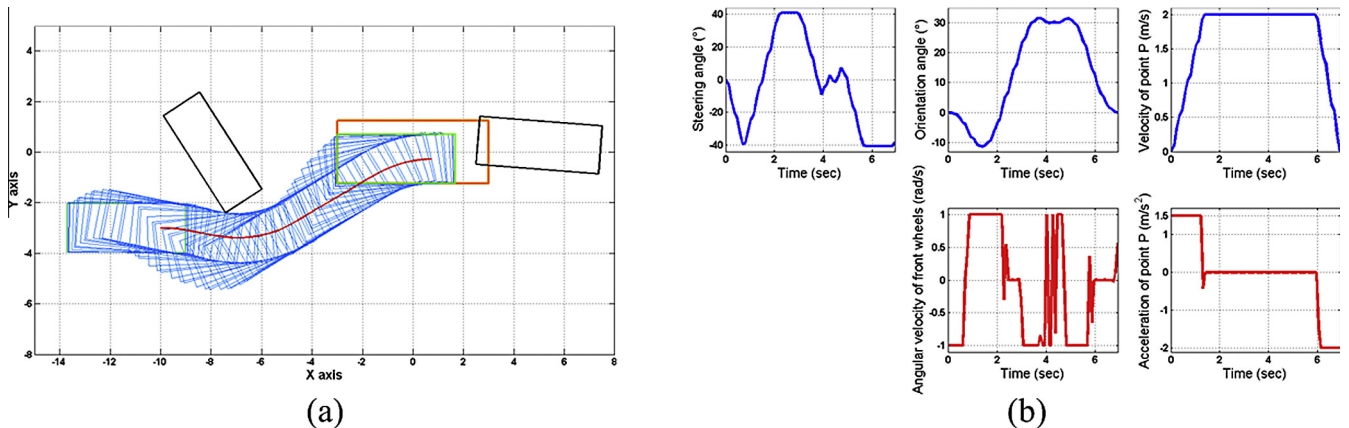 4
2
0
-2
-4
-6
-8
Y axis
-14 -12 -10 -8 -6 -4 -2 0 2 4 6 8
X axis
(a)
40
20
0
-20
-40
Steering angle (°)
0 2 4 6
Time (sec)
30
20
10
0
-10
Orientation angle (°)
0 2 4 6
Time (sec)
2
1.5
1
0.5
0
Velocity of point P (m/s)
0 2 4 6
Time (sec)
1
0.5
0
-0.5
-1
Angular velocity of front wheels (rad/s)
0 2 4 6
Time (sec)
1.5
1
0
-1
-2
Acceleration of point P (m/s²)
0 2 4 6
Time (sec)
(b)